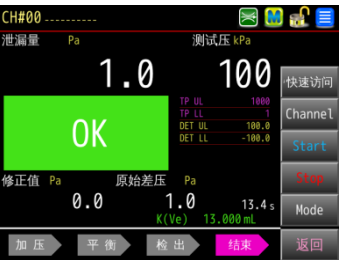 CH#00 ----------
M
泄漏量 Pa 测试压 kPa
1.0 100
快速访问
TP UL 1000
TP LL 1
DET UL 100.0
DET LL -100.0
OK
Channel
Start
Stop
修正值 Pa 原始差压 Pa
0.0 1.0 13.4 s
K(Ve) 13.000 mL
Mode
加压 平衡 检出 结束 返回